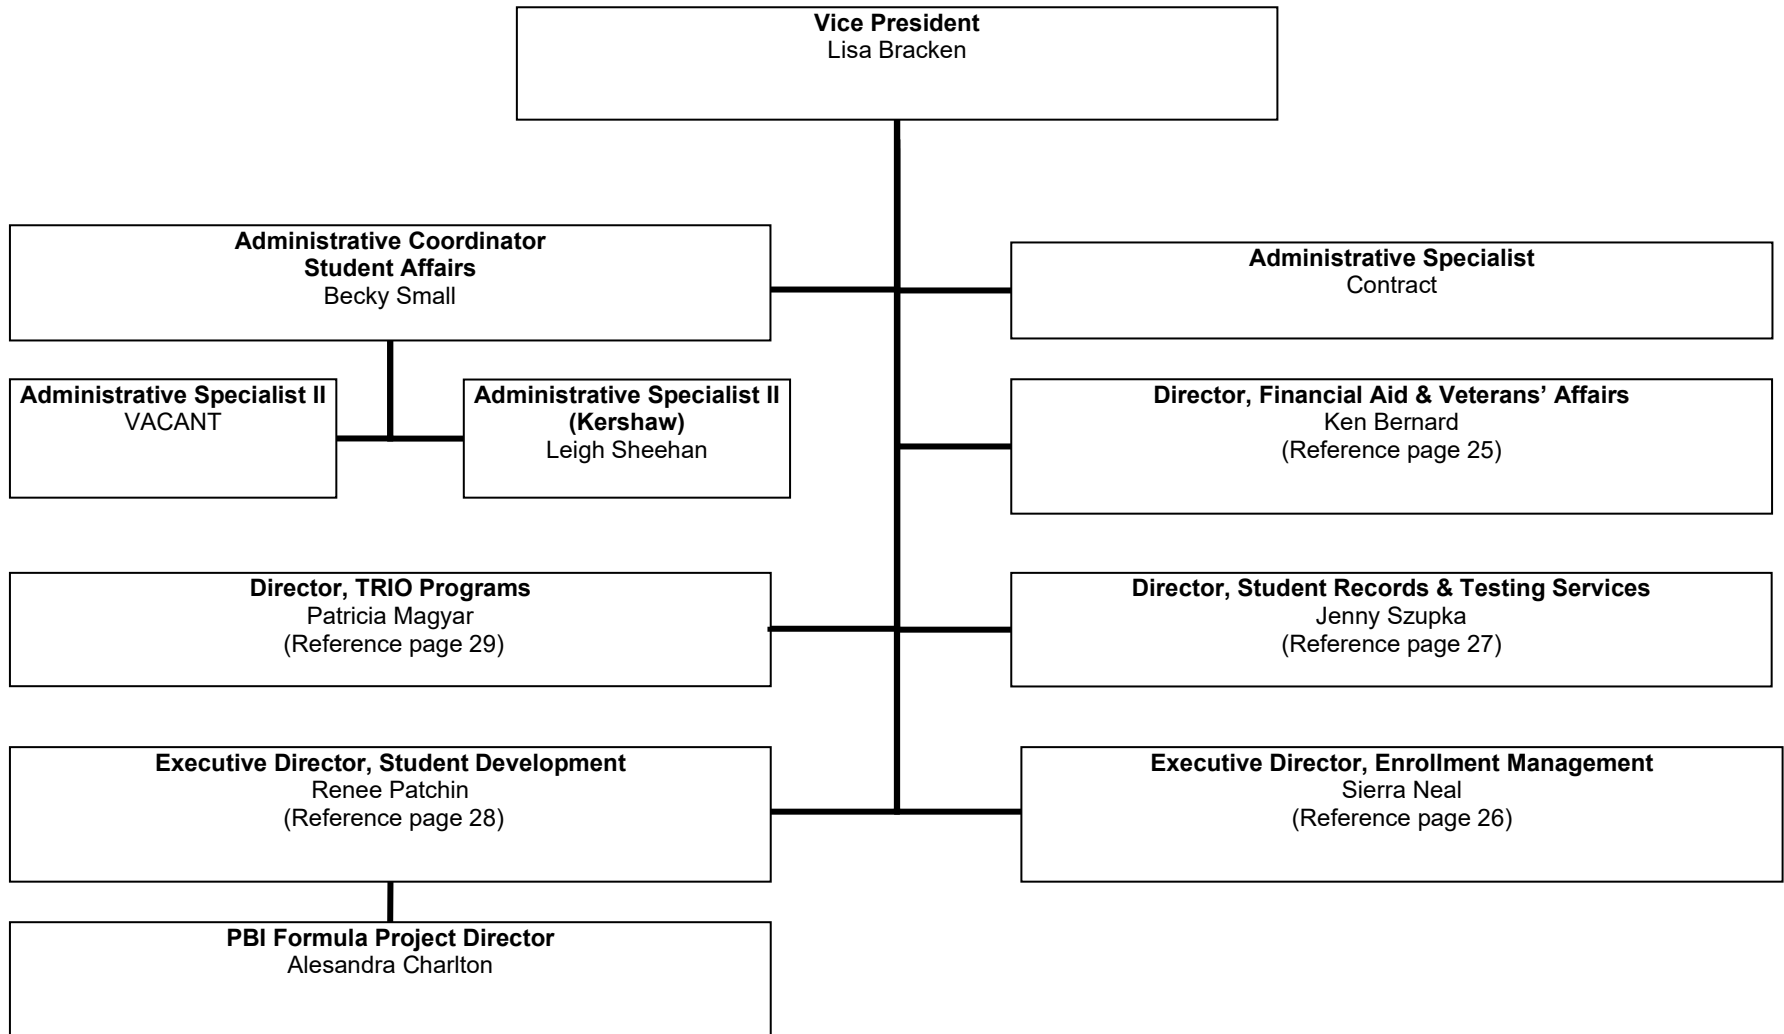 Vice President
Lisa Bracken
Administrative Coordinator
Student Affairs
Becky Small
Administrative Specialist
Contract
Administrative Specialist II
VACANT
Administrative Specialist II
(Kershaw)
Leigh Sheehan
Director, Financial Aid & Veterans’ Affairs
Ken Bernard
(Reference page 25)
Director, TRIO Programs
Patricia Magyar
(Reference page 29)
Director, Student Records & Testing Services
Jenny Szupka
(Reference page 27)
Executive Director, Student Development
Renee Patchin
(Reference page 28)
Executive Director, Enrollment Management
Sierra Neal
(Reference page 26)
PBI Formula Project Director
Alesandra Charlton